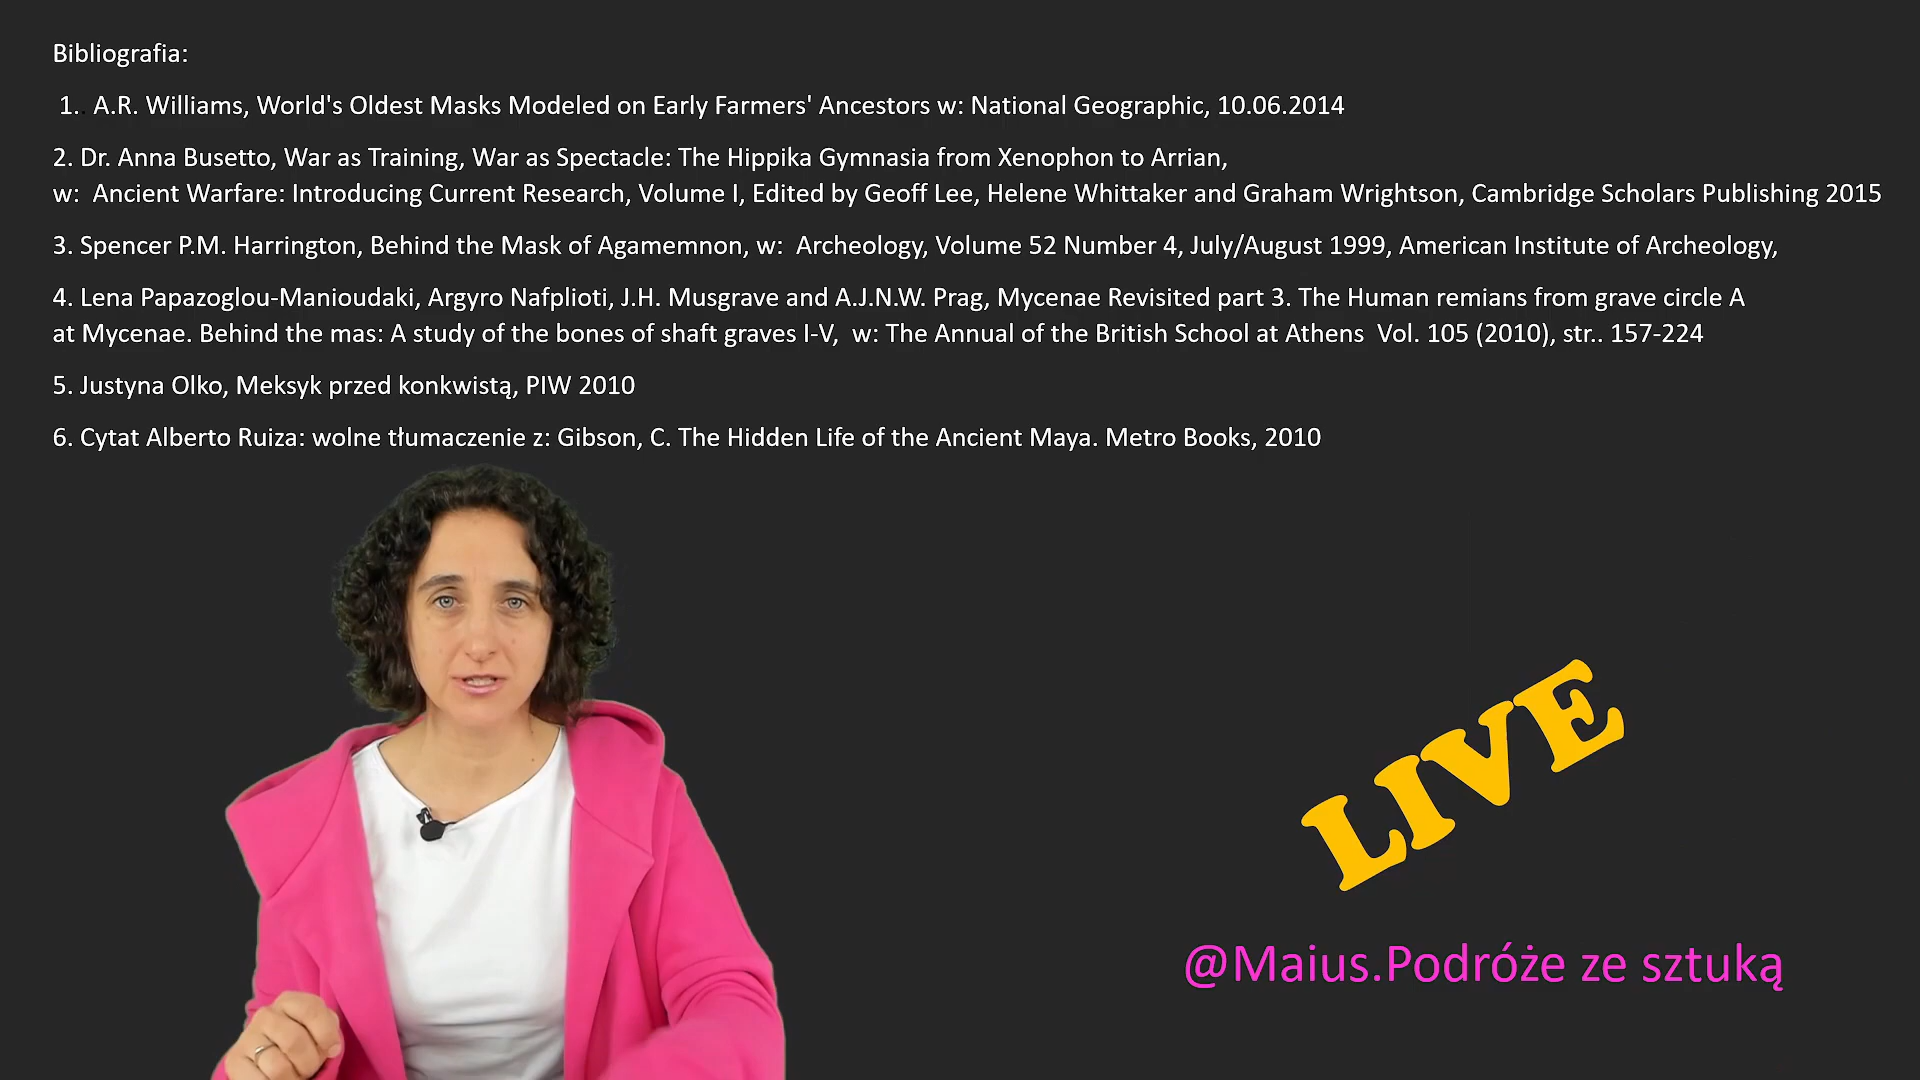 Bibliografia:
1. A.R. Williams, World's Oldest Masks Modeled on Early Farmers' Ancestors w: National Geographic, 10.06.2014
2. Dr. Anna Busetto, War as Training, War as Spectacle: The Hippika Gymnasia from Xenophon to Arrian,
w: Ancient Warfare: Introducing Current Research, Volume I, Edited by Geoff Lee, Helene Whittaker and Graham Wrightson, Cambridge Scholars Publishing 2015
3. Spencer P.M. Harrington, Behind the Mask of Agamemnon, w: Archeology, Volume 52 Number 4, July/August 1999, American Institute of Archeology,
4. Lena Papazoglou-Manioudaki, Argyro Nafplioti, J.H. Musgrave and A.J.N.W. Prag, Mycenae Revisited part 3. The Human remians from grave circle A
at Mycenae. Behind the mas: A study of the bones of shaft graves I-V, w: The Annual of the British School at Athens Vol. 105 (2010), str.. 157-224
5. Justyna Olko, Meksyk przed konkwistą, PIW 2010
6. Cytat Alberto Ruiza: wolne tłumaczenie z: Gibson, C. The Hidden Life of the Ancient Maya. Metro Books, 2010
LIVE
@Maius.Podróże ze sztuką